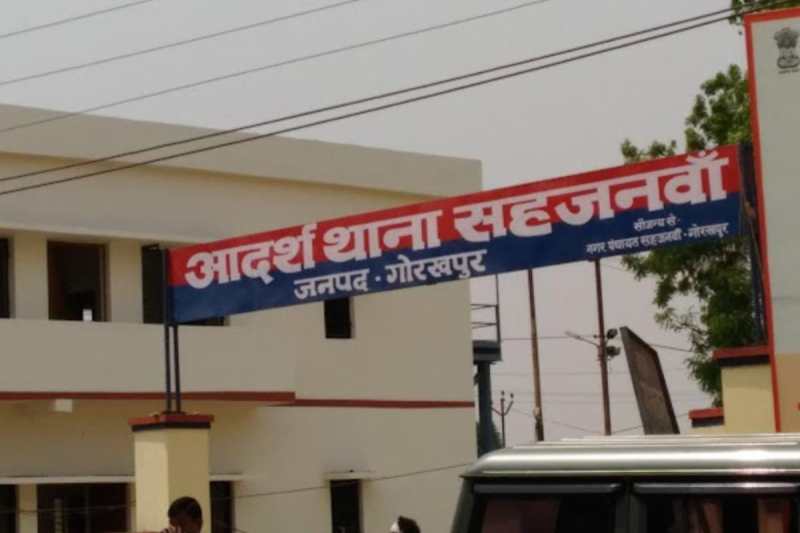 आदर्श थाना सहजनवाँ
जनपद - गोरखपुर
सौजन्य से -
नगर पंचायत सहजनवाँ - गोरखपुर